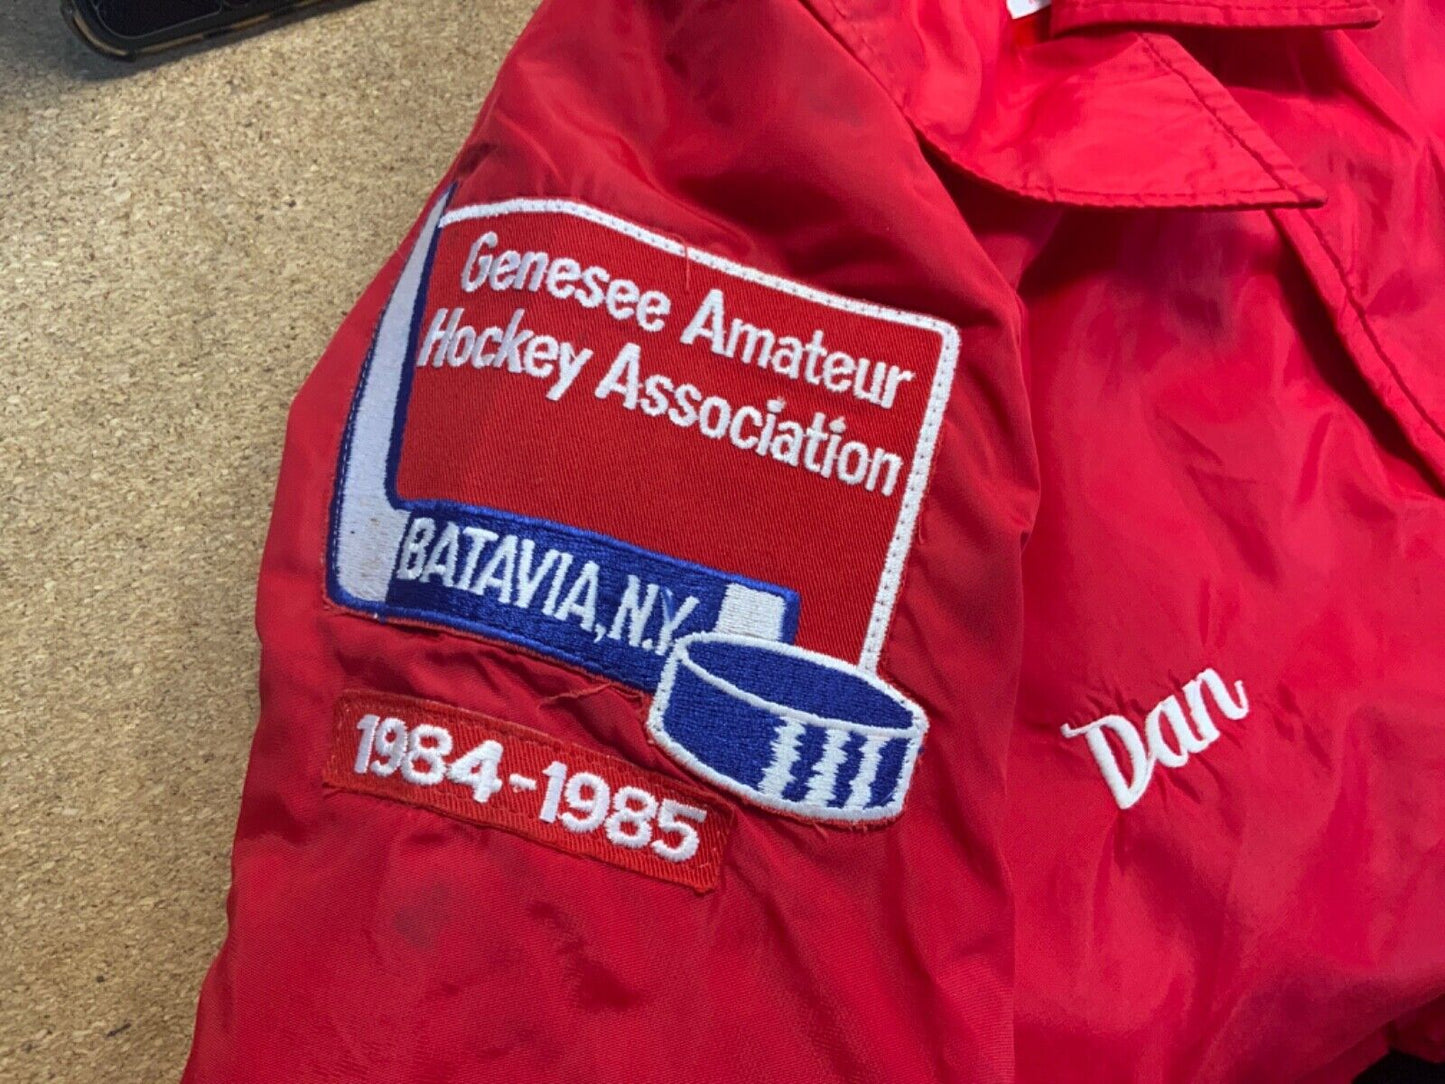 Genesee Amateur
Hockey Association
BATAVIA, N.Y.
1984-1985
Dan